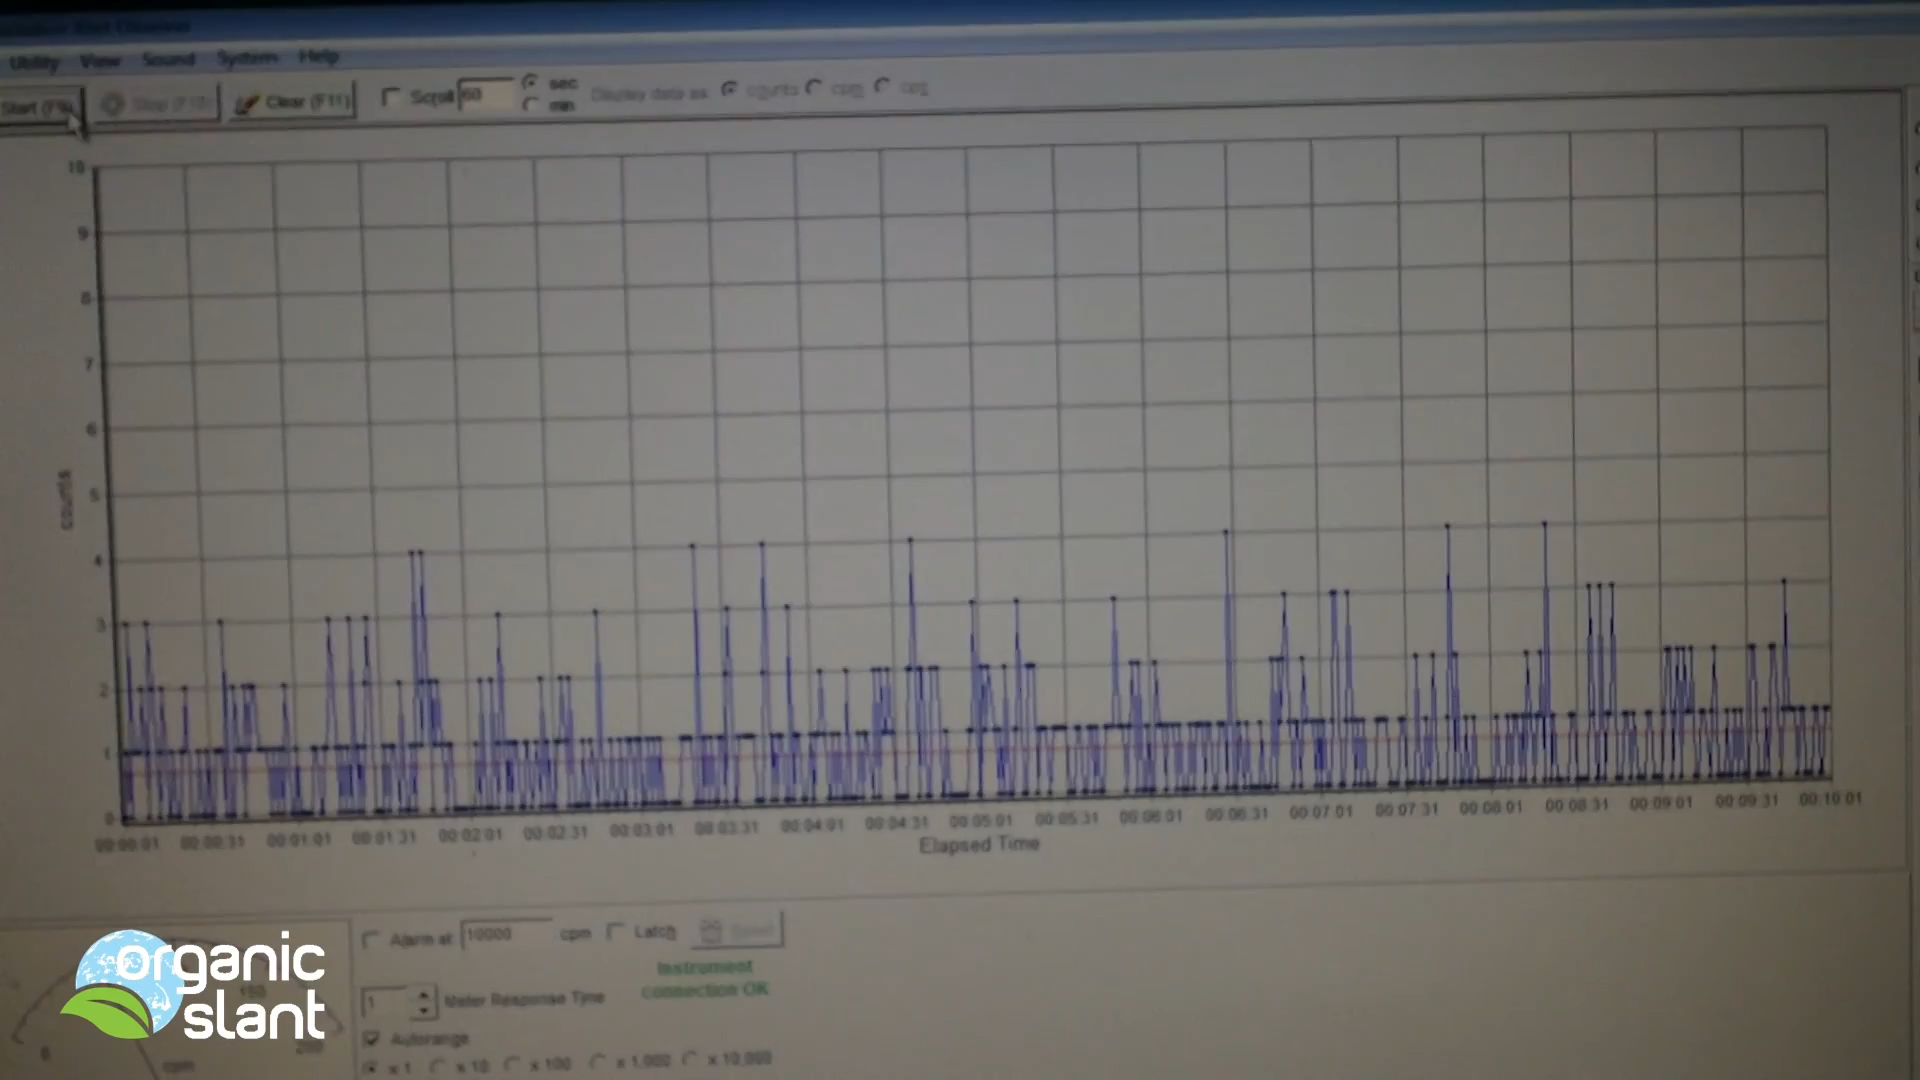 Utility View Sound System Help
Start (F9) Stop (F10) Clear (F11) Scroll 60 sec min Display data as counts cpm cps
10
9
8
7
6
5
4
3
2
1
0
counts
00:00:01 00:00:31 00:01:01 00:01:31 00:02:01 00:02:31 00:03:01 00:03:31 00:04:01 00:04:31 00:05:01 00:05:31 00:06:01 00:06:31 00:07:01 00:07:31 00:08:01 00:08:31 00:09:01 00:09:31 00:10:01
Elapsed Time
Alarm at 10000 cpm Latch Reset
Instrument
connection OK
1 Meter Response Time
Autorange
x 1 x 10 x 100 x 1,000 x 10,000
0 150 200
cpm
organic
slant